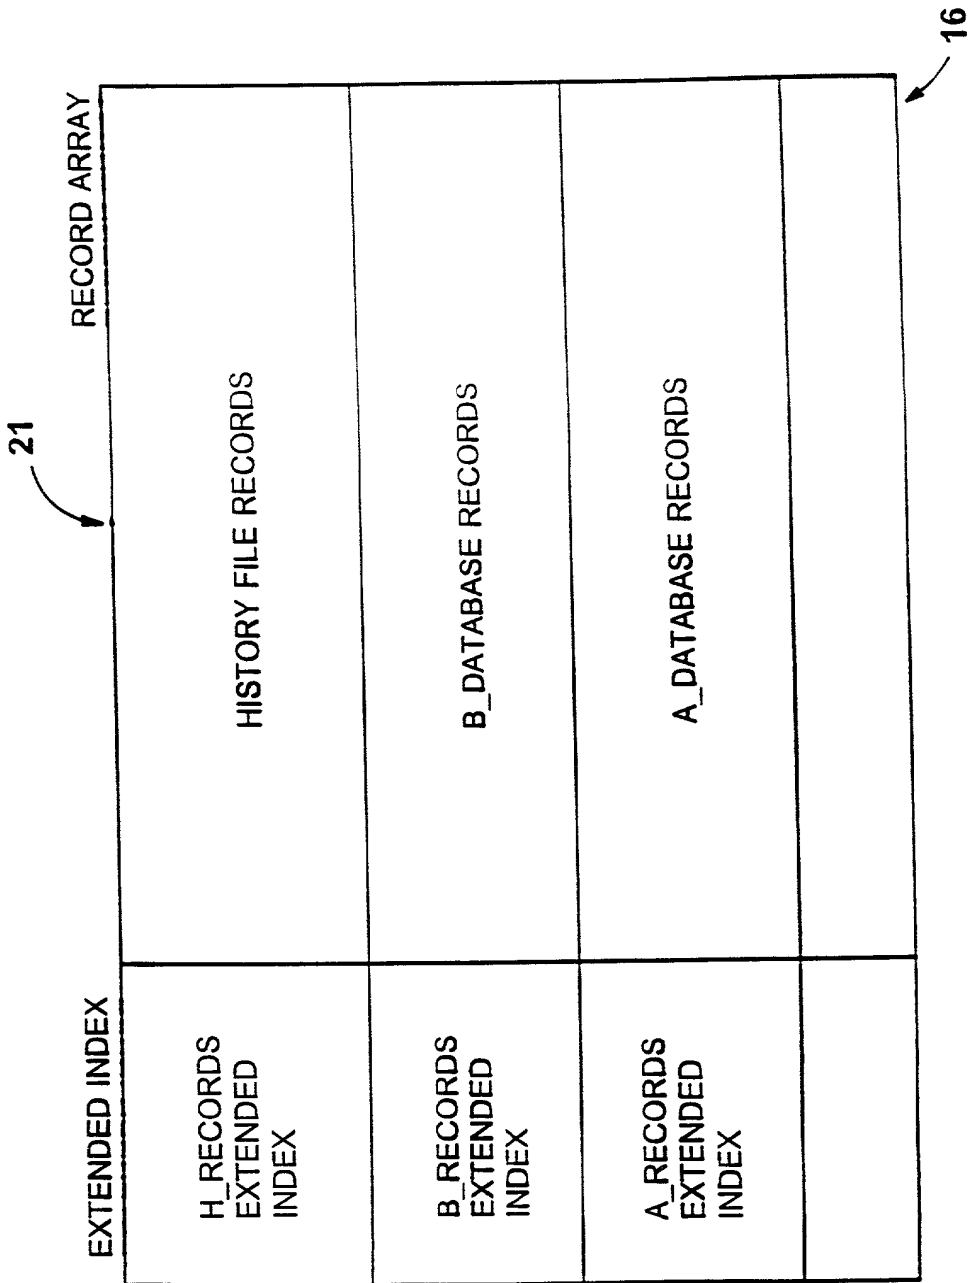 21
EXTENDED INDEX
RECORD ARRAY
H_RECORDS
EXTENDED
INDEX
HISTORY FILE RECORDS
B_RECORDS
EXTENDED
INDEX
B_DATABASE RECORDS
A_RECORDS
EXTENDED
INDEX
A_DATABASE RECORDS
16